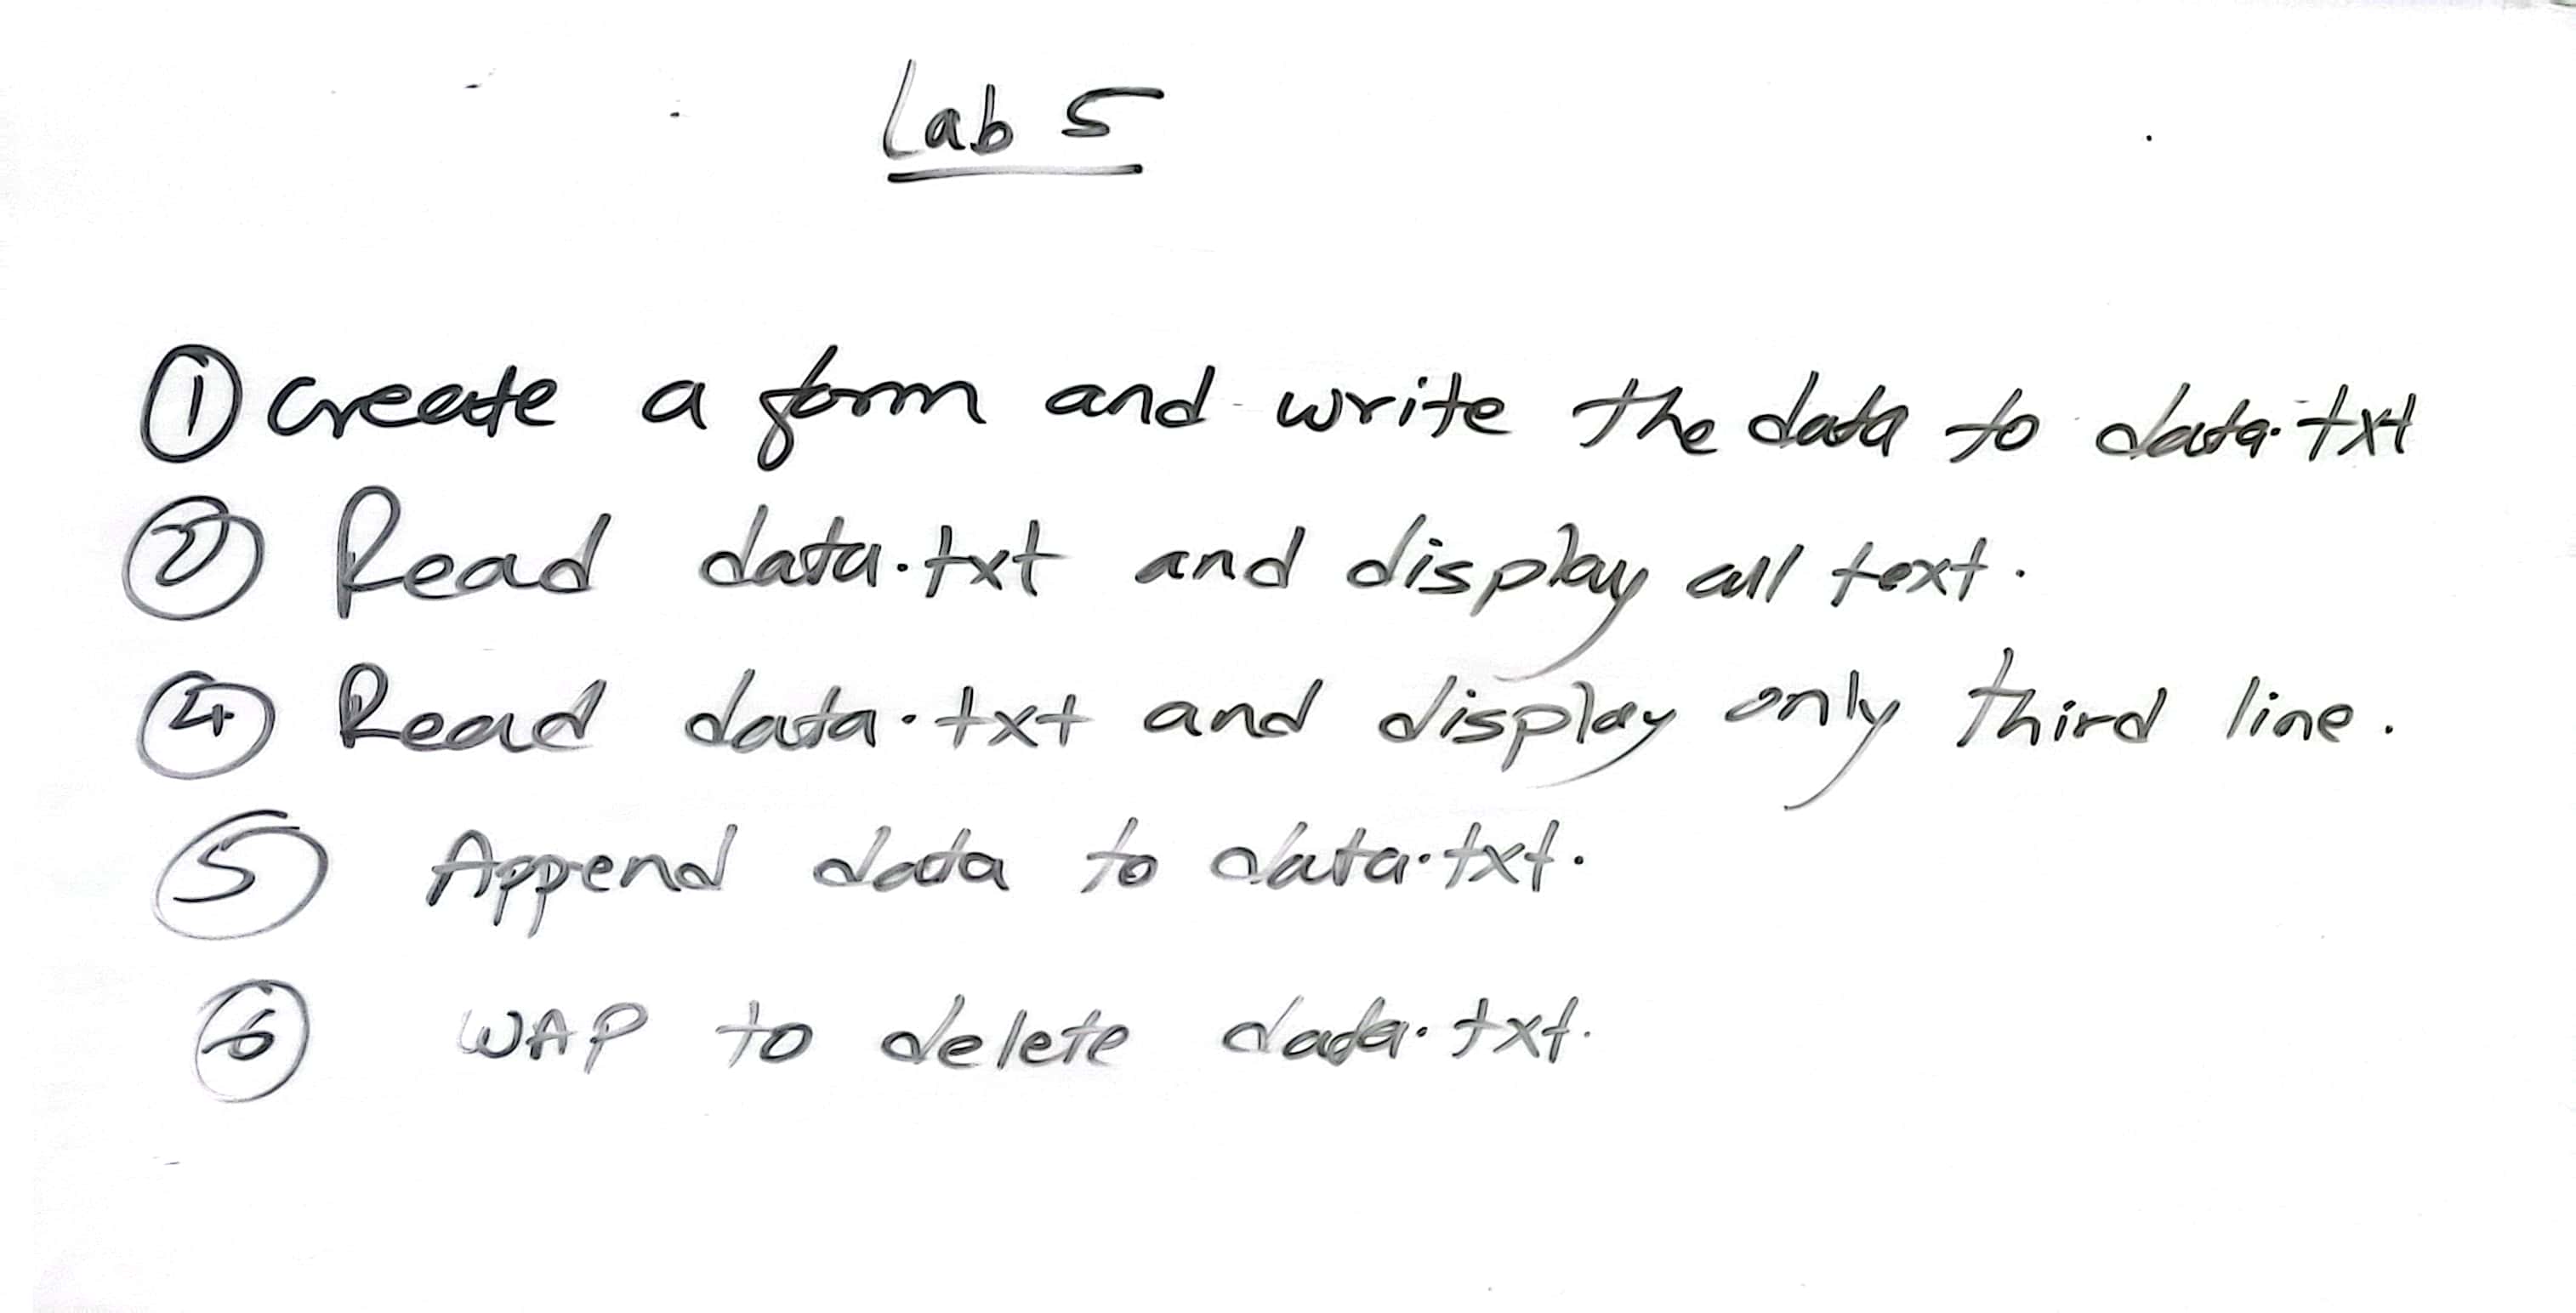 Lab 5
① create a form and write the data to data.txt
② Read data.txt and display all text.
④ Read data.txt and display only third line.
⑤ Append data to data.txt.
⑥ WAP to delete data.txt.